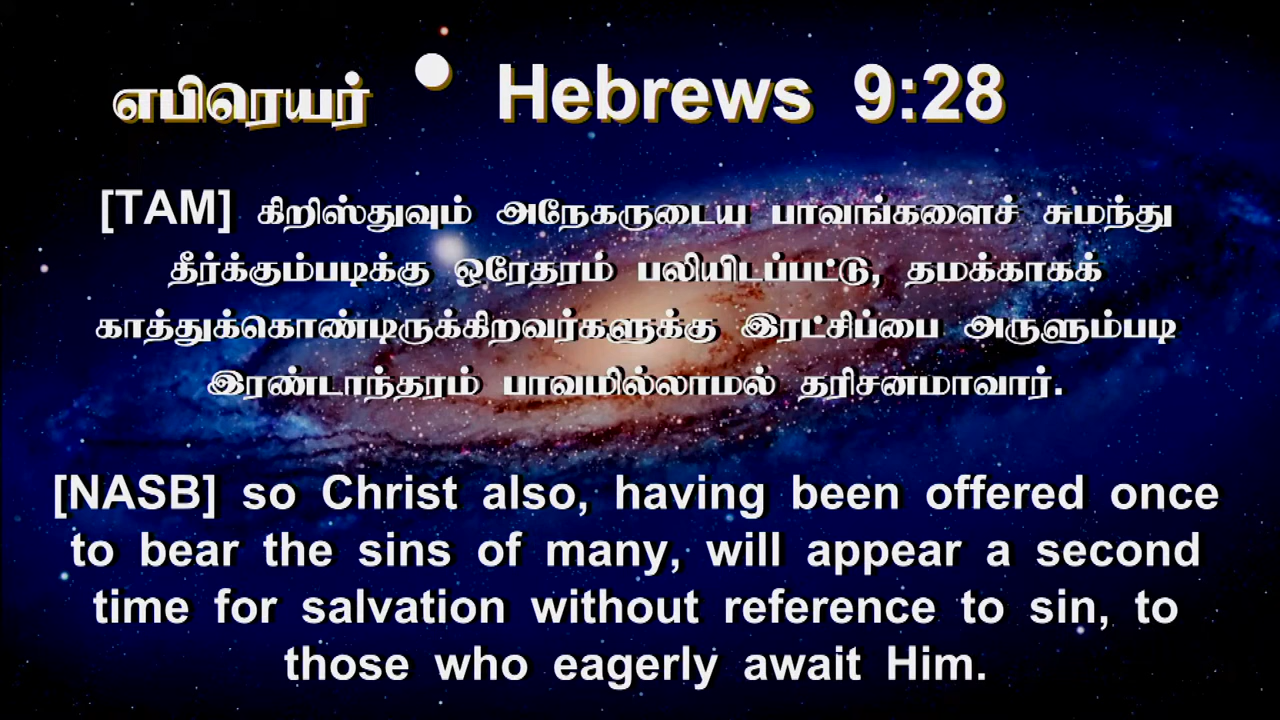 எபிரெயர் • Hebrews 9:28
[TAM] கிறிஸ்துவும் அநேகருடைய பாவங்களைச் சுமந்து
தீர்க்கும்படிக்கு ஒரேதரம் பலியிடப்பட்டு, தமக்காகக்
காத்துக்கொண்டிருக்கிறவர்களுக்கு இரட்சிப்பை அருளும்படி
இரண்டாந்தரம் பாவமில்லாமல் தரிசனமாவார்.
[NASB] so Christ also, having been offered once
to bear the sins of many, will appear a second
time for salvation without reference to sin, to
those who eagerly await Him.